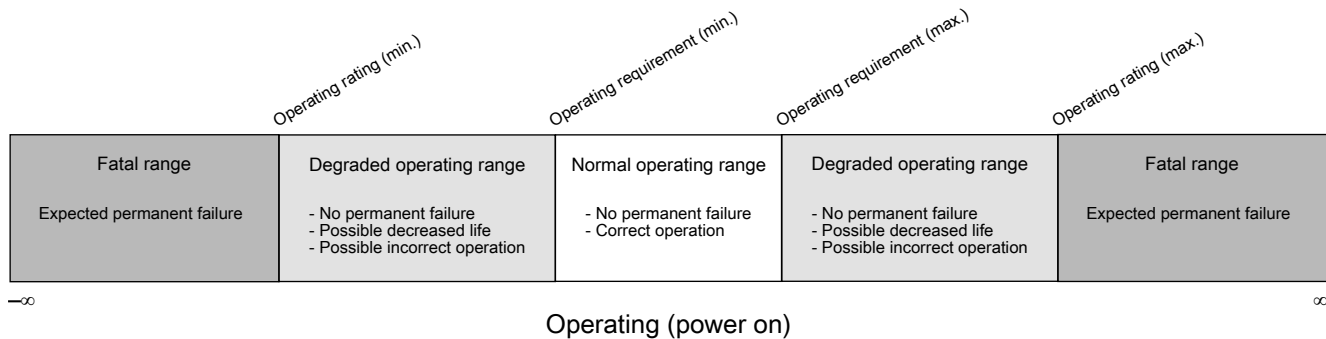 Operating rating (min.)
Operating requirement (min.)
Operating requirement (max.)
Operating rating (max.)
Fatal range
Expected permanent failure
Degraded operating range
- No permanent failure
- Possible decreased life
- Possible incorrect operation
Normal operating range
- No permanent failure
- Correct operation
Degraded operating range
- No permanent failure
- Possible decreased life
- Possible incorrect operation
Fatal range
Expected permanent failure
–∞
∞
Operating (power on)